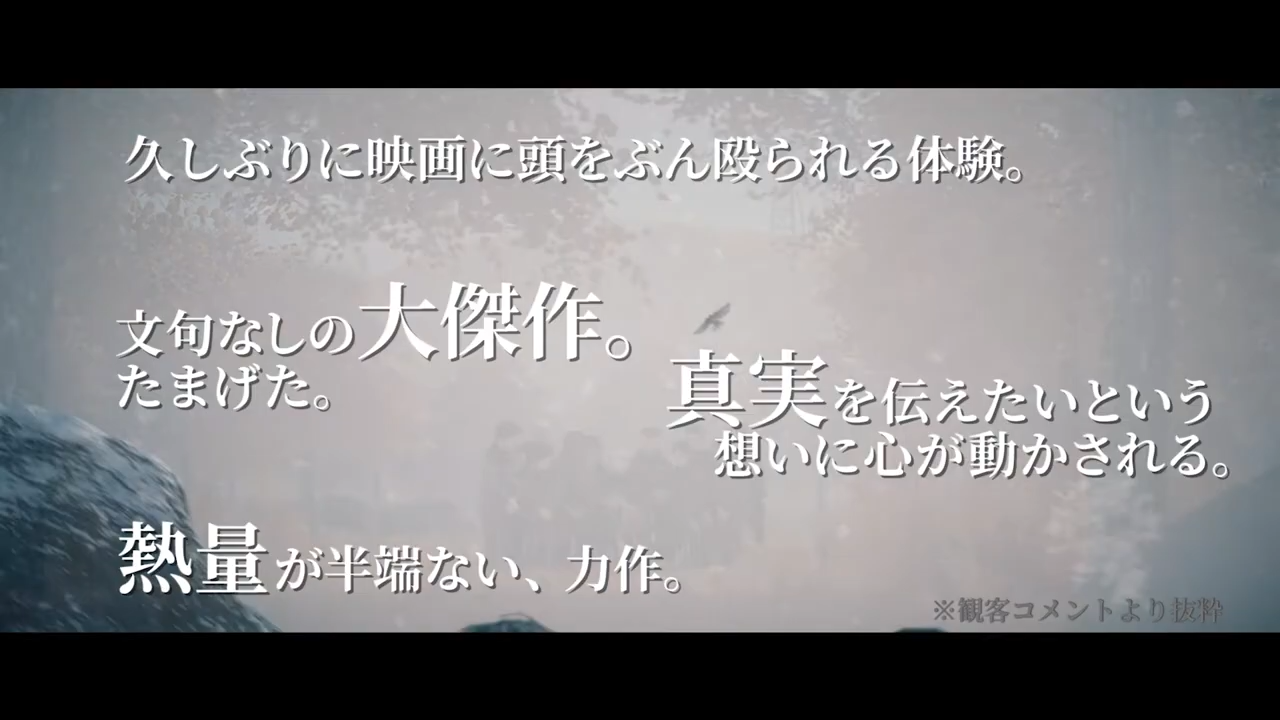 久しぶりに映画に頭をぶん殴られる体験。
文句なしの大傑作。
たまげた。
真実を伝えたいという
想いに心が動かされる。
熱量が半端ない、力作。
※観客コメントより抜粋